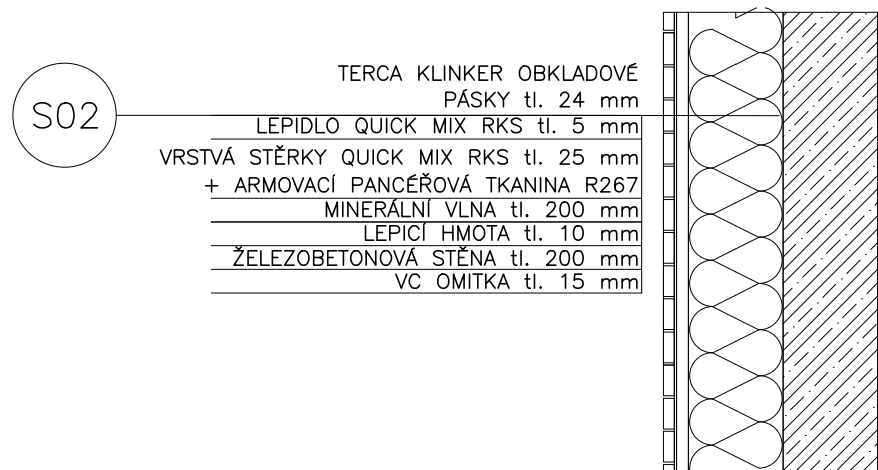 TERCA KLINKER OBKLADOVÉ
PÁSKY tl. 24 mm
S02
LEPIDLO QUICK MIX RKS tl. 5 mm
VRSTVÁ STĚRKY QUICK MIX RKS tl. 25 mm
+ ARMOVACÍ PANCÉŘOVÁ TKANINA R267
MINERÁLNÍ VLNA tl. 200 mm
LEPICÍ HMOTA tl. 10 mm
ŽELEZOBETONOVÁ STĚNA tl. 200 mm
VC OMITKA tl. 15 mm